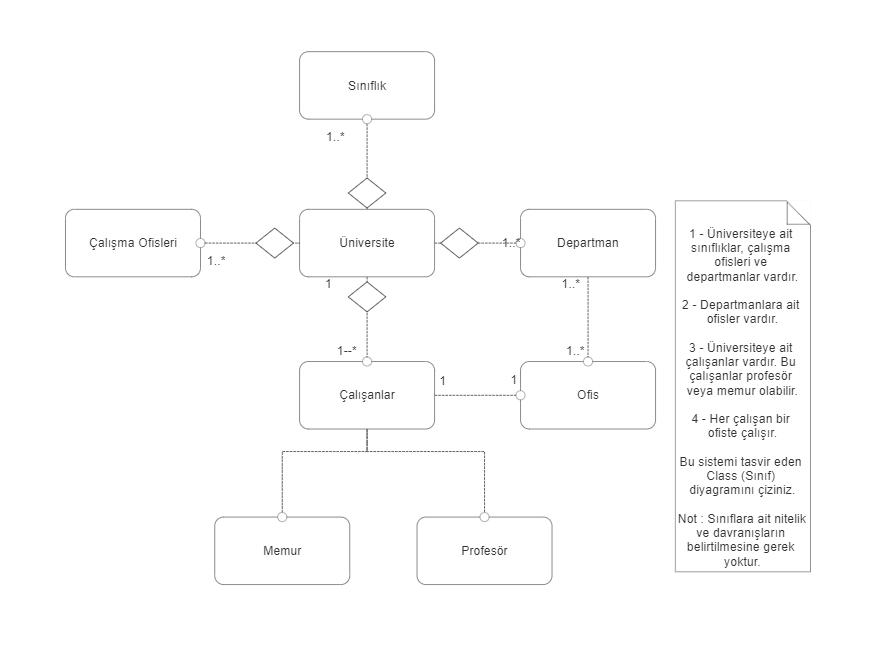 Sınıflık
1..*
Çalışma Ofisleri
1..*
Üniversite
1
1..*
Departman
1..*
1..*
1--*
Çalışanlar
1
1
Ofis
Memur
Profesör
1 - Üniversiteye ait
sınıflıklar, çalışma
ofisleri ve
departmanlar vardır.
2 - Departmanlara ait
ofisler vardır.
3 - Üniversiteye ait
çalışanlar vardır. Bu
çalışanlar profesör
veya memur olabilir.
4 - Her çalışan bir
ofiste çalışır.
Bu sistemi tasvir eden
Class (Sınıf)
diyagramını çiziniz.
Not : Sınıflara ait nitelik
ve davranışların
belirtilmesine gerek
yoktur.